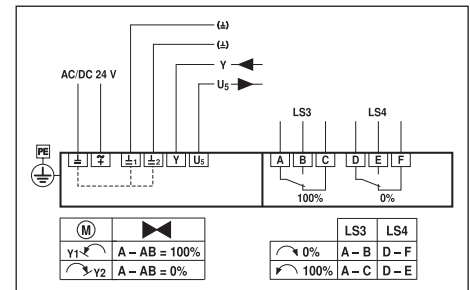 (⊥)
(⊥)
Y
AC/DC 24 V
U5
LS3 LS4
PE
⊥ ≂ ⊥1 ⊥2 Y U5
A B C D E F
100% 0%
M
LS3 LS4
Y1 A – AB = 100%
0% A – B D – F
Y2 A – AB = 0%
100% A – C D – E